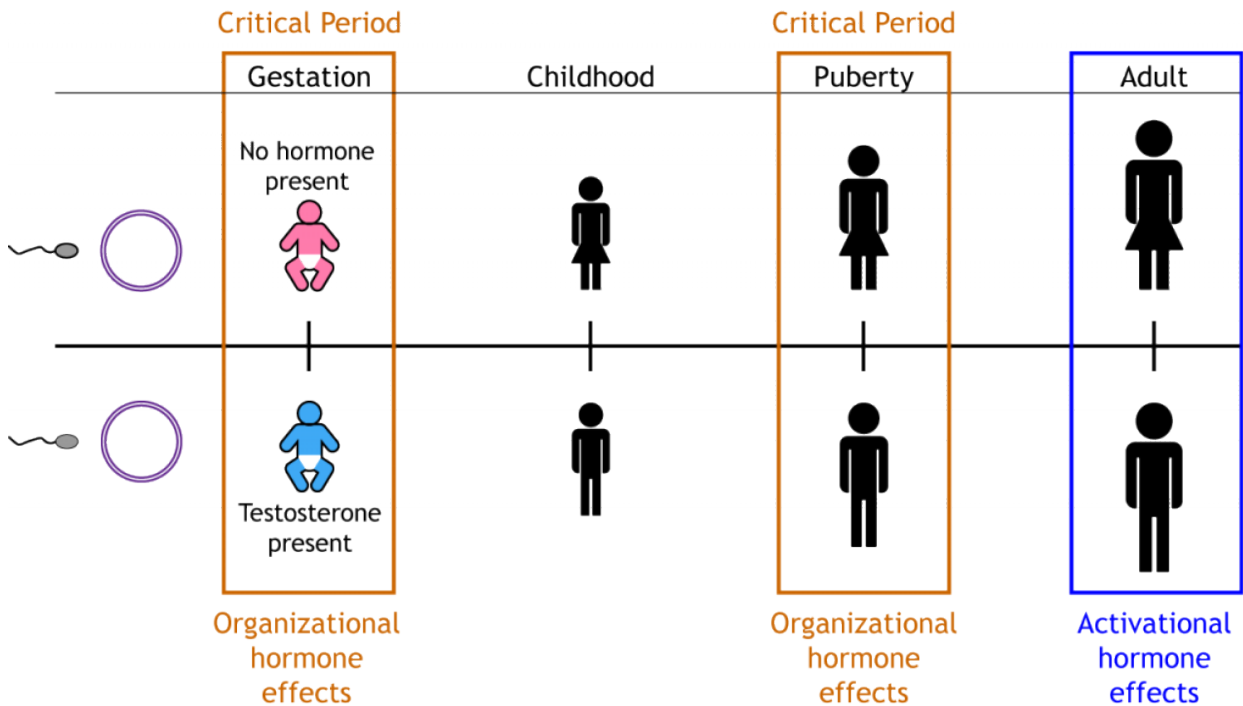 Critical Period
Critical Period
Gestation
Childhood
Puberty
Adult
No hormone
present
Testosterone
present
Organizational
hormone
effects
Organizational
hormone
effects
Activational
hormone
effects